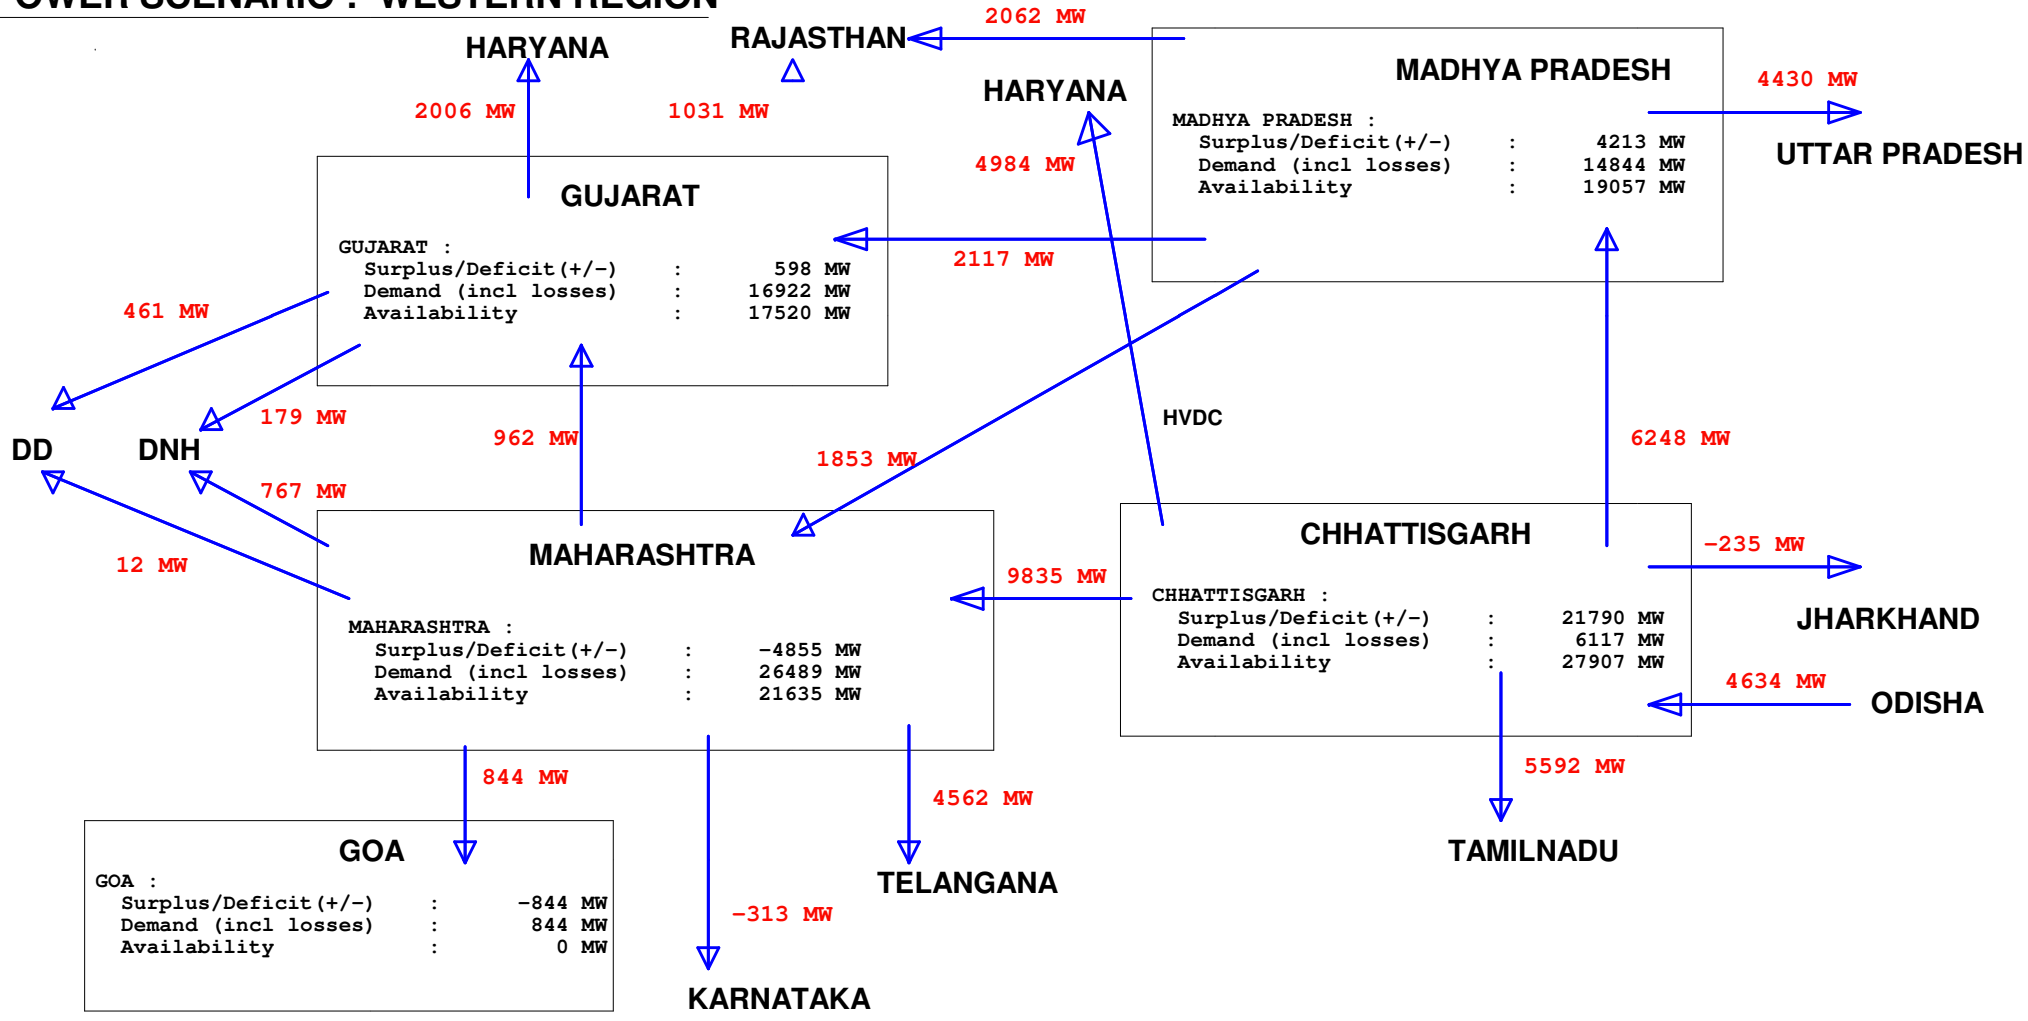 OWER SCENARIO : WESTERN REGION
2062 MW
HARYANA
RAJASTHAN
MADHYA PRADESH
4430 MW
HARYANA
2006 MW
1031 MW
MADHYA PRADESH :
Surplus/Deficit(+/-) : 4213 MW
Demand (incl losses) : 14844 MW
Availability : 19057 MW
UTTAR PRADESH
4984 MW
GUJARAT
GUJARAT :
Surplus/Deficit(+/-) : 598 MW
Demand (incl losses) : 16922 MW
Availability : 17520 MW
2117 MW
461 MW
179 MW
962 MW
HVDC
DD
DNH
1853 MW
6248 MW
767 MW
12 MW
MAHARASHTRA
MAHARASHTRA :
Surplus/Deficit(+/-) : -4855 MW
Demand (incl losses) : 26489 MW
Availability : 21635 MW
9835 MW
CHHATTISGARH
CHHATTISGARH :
Surplus/Deficit(+/-) : 21790 MW
Demand (incl losses) : 6117 MW
Availability : 27907 MW
-235 MW
JHARKHAND
4634 MW
ODISHA
844 MW
4562 MW
5592 MW
GOA
GOA :
Surplus/Deficit(+/-) : -844 MW
Demand (incl losses) : 844 MW
Availability : 0 MW
TELANGANA
TAMILNADU
-313 MW
KARNATAKA